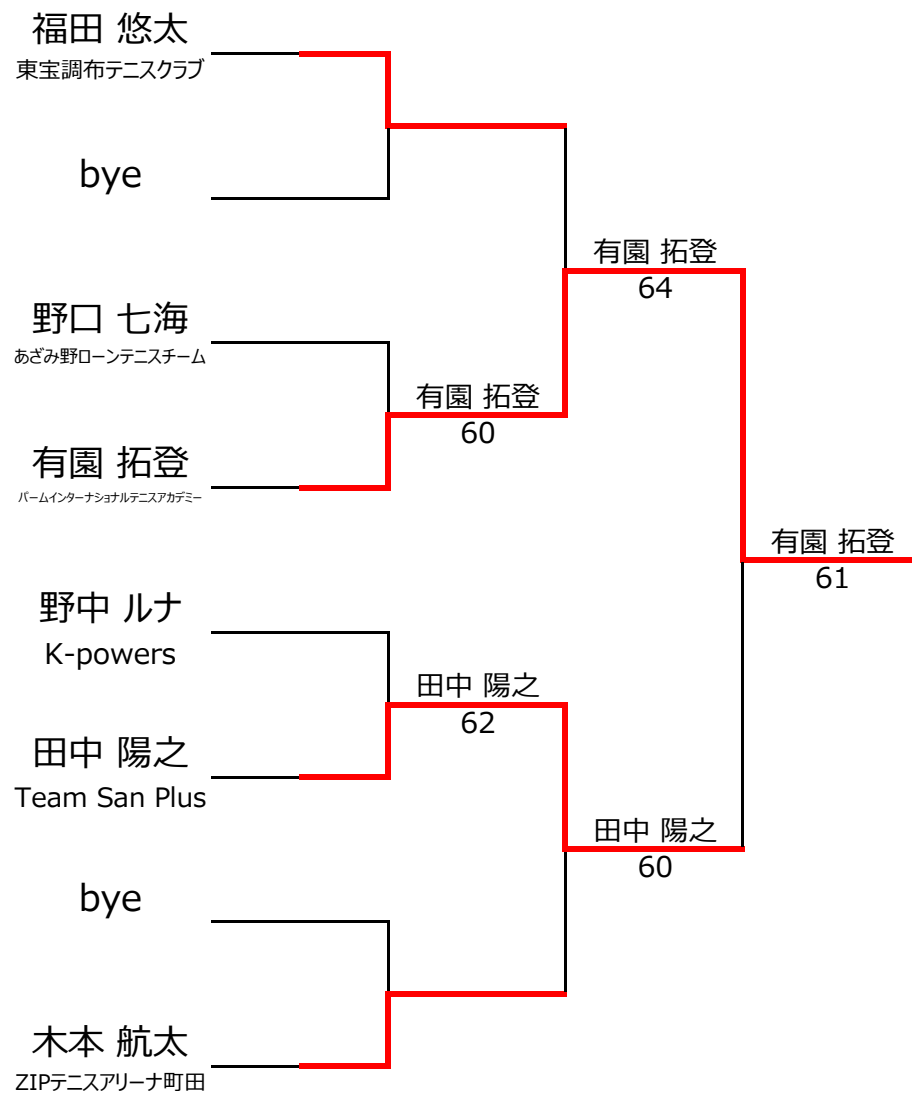 福田 悠太
東宝調布テニスクラブ
bye
有園 拓登
64
野口 七海
あざみ野ローンテニスチーム
有園 拓登
60
有園 拓登
パームインターナショナルテニスアカデミー
有園 拓登
61
野中 ルナ
K-powers
田中 陽之
62
田中 陽之
Team San Plus
田中 陽之
60
bye
木本 航太
ZIPテニスアリーナ町田